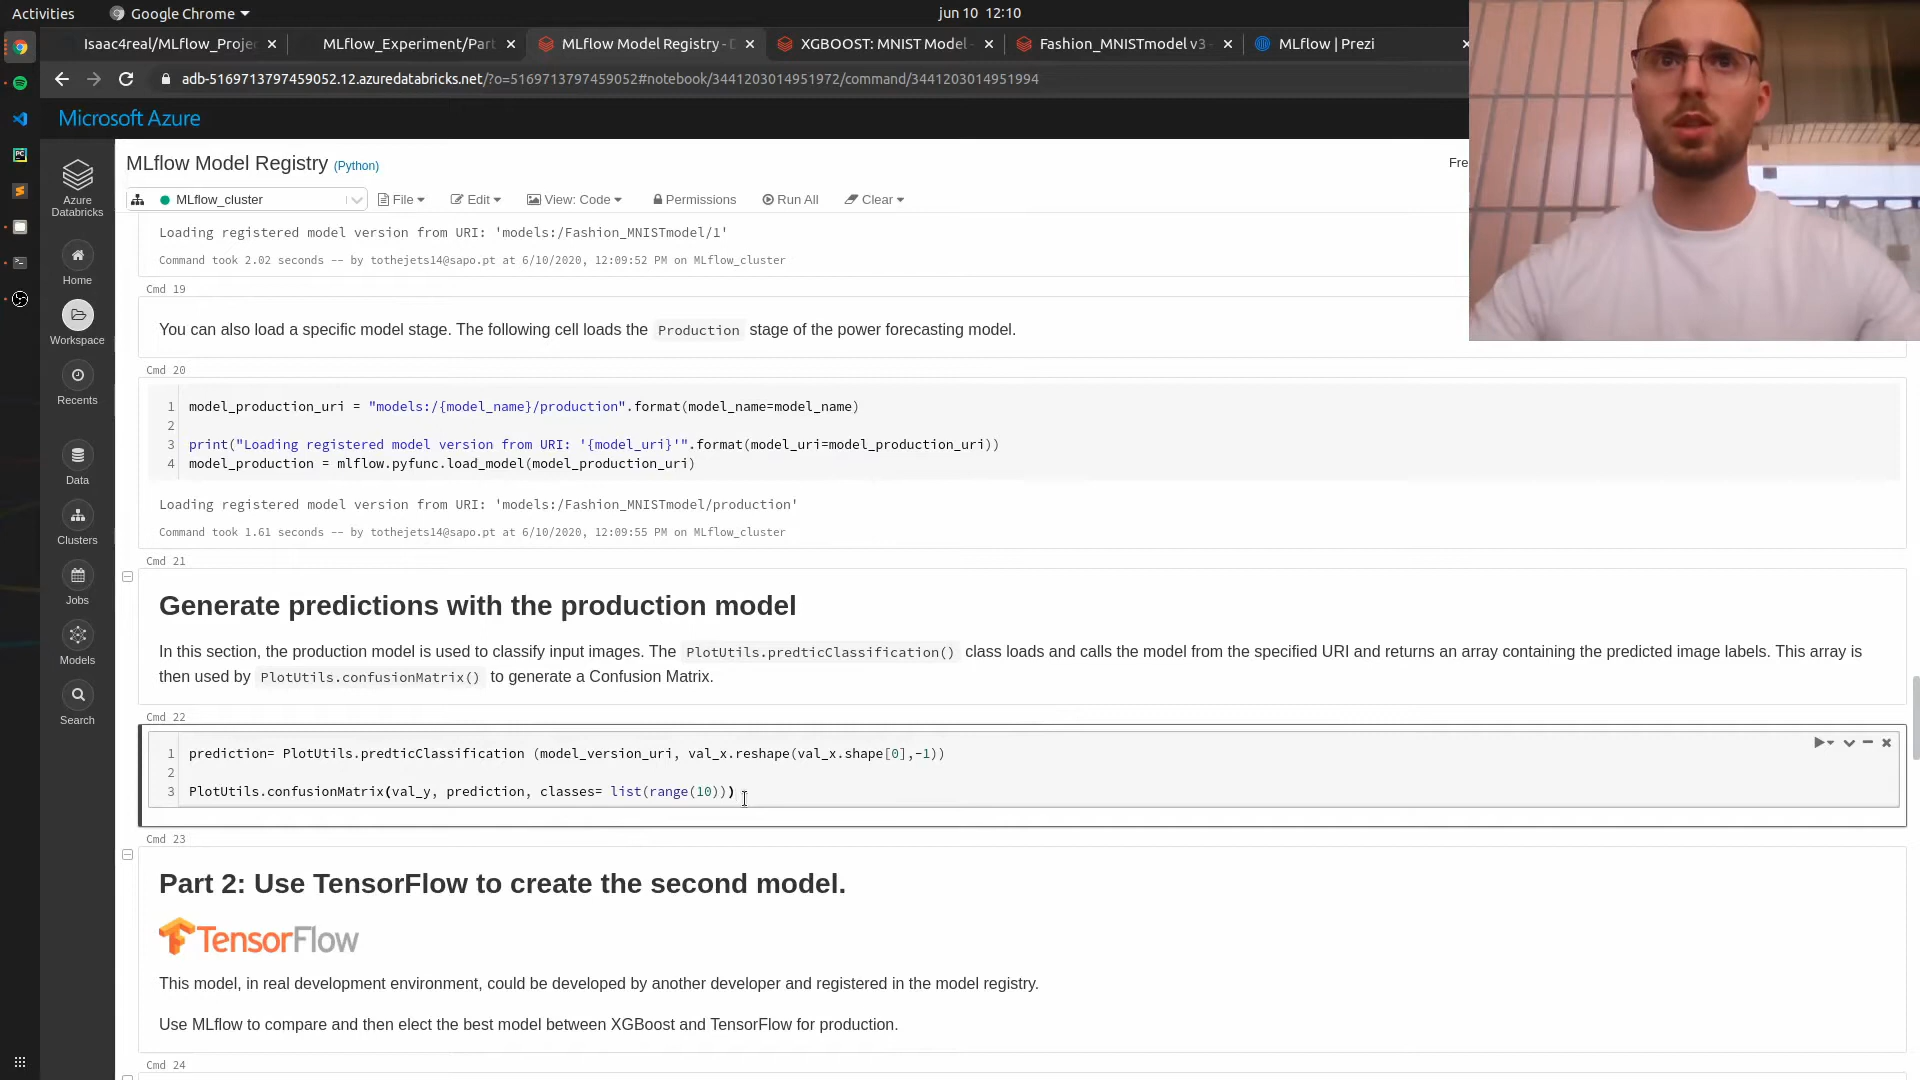 Activities
Google Chrome
jun 10 12:10
Isaac4real/MLflow_Proje
MLflow_Experiment/Part
MLflow Model Registry - D
XGBOOST: MNIST Model -
Fashion_MNISTmodel v3 -
MLflow | Prezi
adb-5169713797459052.12.azuredatabricks.net/?o=5169713797459052#notebook/3441203014951972/command/3441203014951994
Microsoft Azure
Azure
Databricks
Home
Workspace
Recents
Data
Clusters
Jobs
Models
Search
MLflow Model Registry (Python)
Fre
MLflow_cluster
File
Edit
View: Code
Permissions
Run All
Clear
Loading registered model version from URI: 'models:/Fashion_MNISTmodel/1'
Command took 2.02 seconds -- by tothejets14@sapo.pt at 6/10/2020, 12:09:52 PM on MLflow_cluster
Cmd 19
You can also load a specific model stage. The following cell loads the Production stage of the power forecasting model.
Cmd 20
1 model_production_uri = "models:/{model_name}/production".format(model_name=model_name)
2
3 print("Loading registered model version from URI: '{model_uri}'".format(model_uri=model_production_uri))
4 model_production = mlflow.pyfunc.load_model(model_production_uri)
Loading registered model version from URI: 'models:/Fashion_MNISTmodel/production'
Command took 1.61 seconds -- by tothejets14@sapo.pt at 6/10/2020, 12:09:55 PM on MLflow_cluster
Cmd 21
Generate predictions with the production model
In this section, the production model is used to classify input images. The PlotUtils.predticClassification() class loads and calls the model from the specified URI and returns an array containing the predicted image labels. This array is
then used by PlotUtils.confusionMatrix() to generate a Confusion Matrix.
Cmd 22
1 prediction= PlotUtils.predticClassification (model_version_uri, val_x.reshape(val_x.shape[0],-1))
2
3 PlotUtils.confusionMatrix(val_y, prediction, classes= list(range(10)))
Cmd 23
Part 2: Use TensorFlow to create the second model.
TensorFlow
This model, in real development environment, could be developed by another developer and registered in the model registry.
Use MLflow to compare and then elect the best model between XGBoost and TensorFlow for production.
Cmd 24